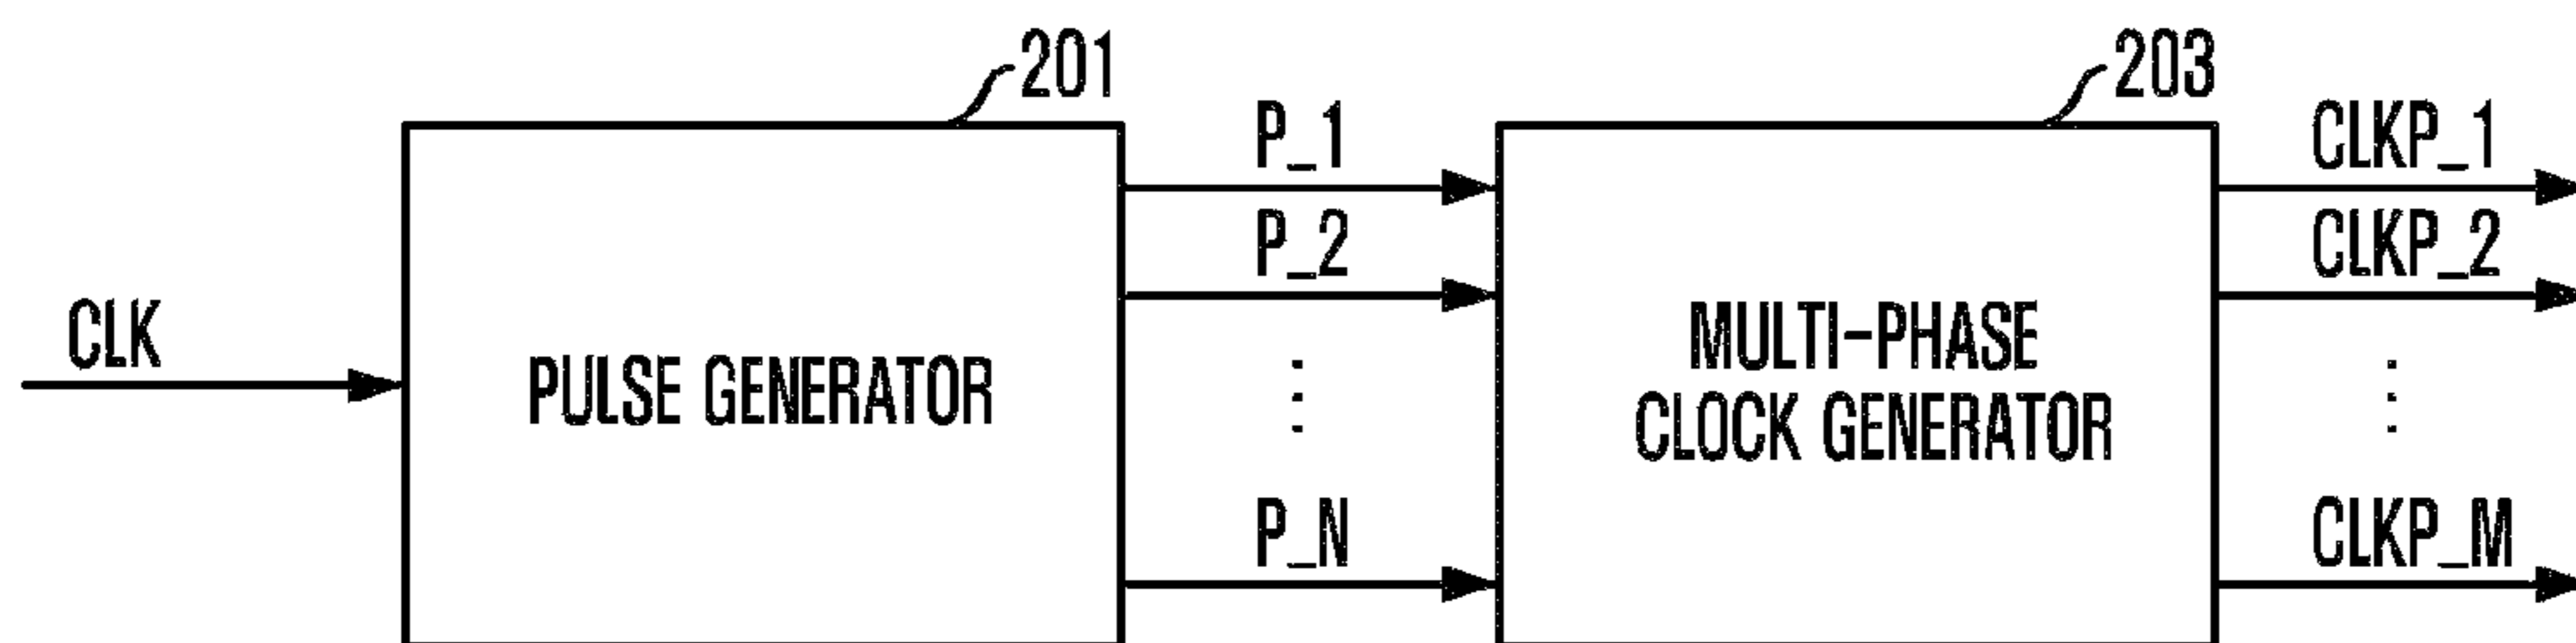 201
203
P_1
CLKP_1
P_2
CLKP_2
CLK
PULSE GENERATOR
MULTI-PHASE
CLOCK GENERATOR
P_N
CLKP_M